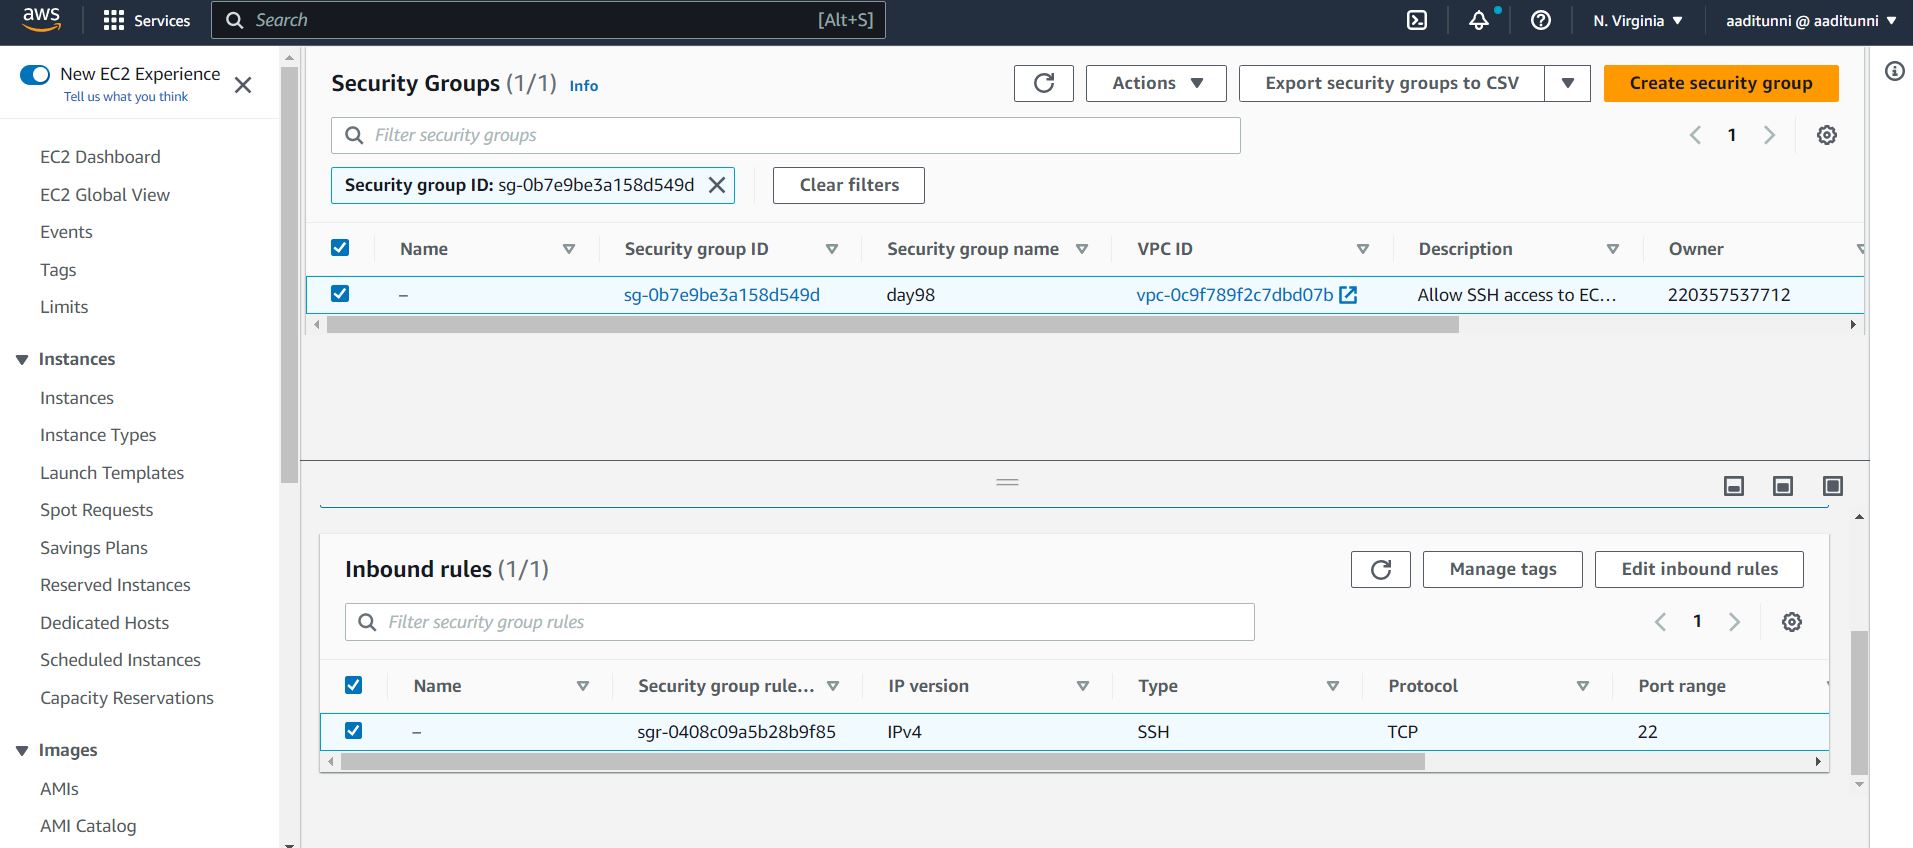 aws
Services
Search
[Alt+S]
N. Virginia
aaditunni @ aaditunni
New EC2 Experience
Tell us what you think
EC2 Dashboard
EC2 Global View
Events
Tags
Limits
Instances
Instances
Instance Types
Launch Templates
Spot Requests
Savings Plans
Reserved Instances
Dedicated Hosts
Scheduled Instances
Capacity Reservations
Images
AMIs
AMI Catalog
Security Groups (1/1) Info
Actions
Export security groups to CSV
Create security group
Filter security groups
1
Security group ID: sg-0b7e9be3a158d549d
Clear filters
Name Security group ID Security group name VPC ID Description Owner
– sg-0b7e9be3a158d549d day98 vpc-0c9f789f2c7dbd07b Allow SSH access to EC... 220357537712
Inbound rules (1/1)
Manage tags
Edit inbound rules
Filter security group rules
1
Name Security group rule... IP version Type Protocol Port range
– sgr-0408c09a5b28b9f85 IPv4 SSH TCP 22